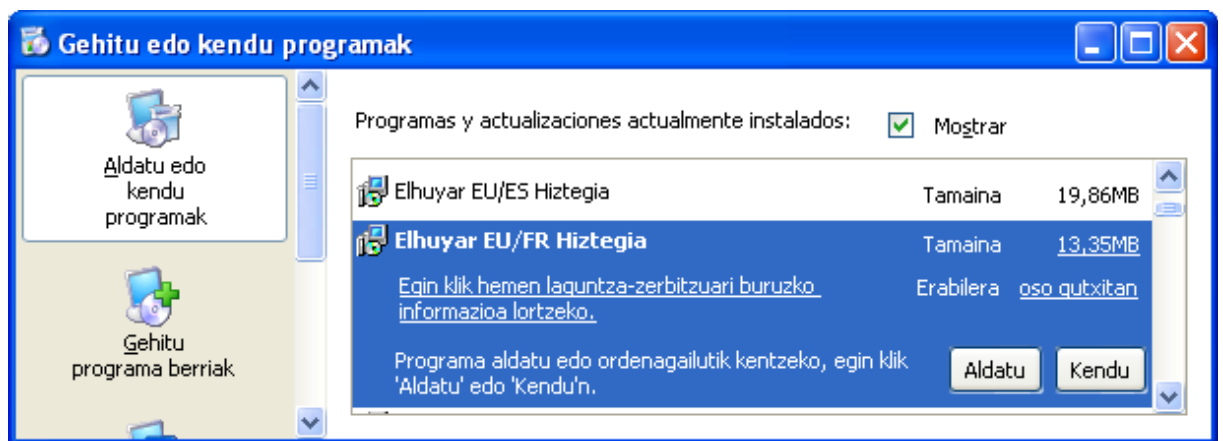 Gehitu edo kendu programak
Aldatu edo
kendu
programak
Gehitu
programa berriak
Programas y actualizaciones actualmente instalados: Mostrar
Elhuyar EU/ES Hiztegia Tamaina 19,86MB
Elhuyar EU/FR Hiztegia Tamaina 13,35MB
Egin klik hemen laguntza-zerbitzuari buruzko Erabilera oso gutxitan
informazioa lortzeko.
Programa aldatu edo ordenagailutik kentzeko, egin klik Aldatu Kendu
'Aldatu' edo 'Kendu'n.